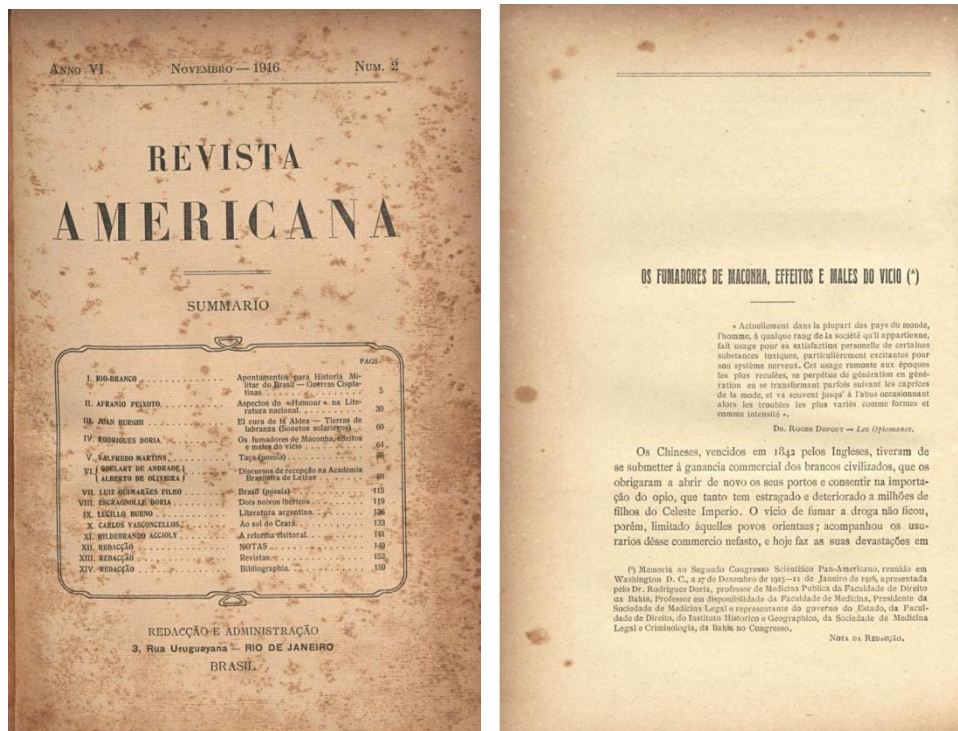 ANNO VI NOVEMBRO — 1916 NUM. 2
REVISTA
AMERICANA
SUMMARIO
PAGS.
I. RIO-BRANCO . . . . . Apontamentos para Historia Mi-
litar do Brasil — Guerras Cispla-
tinas. . . . . 5
II. AFRANIO PEIXOTO. . . . . Aspectos do «Humour» na Lite-
ratura nacional. . . . . 30
III. JUAN BURGHI . . . . . El cura de la Aldea — Tierras de
labranza (Sonetos solariegos) 60
IV. RODRIGUES DORIA. . . . . Os fumadores de Maconha, effeitos
e males do vicio . . . . . 64
V. VALFREDO MARTINS. . . . . Taça (poesia) . . . . .
VI. { GOULART DE ANDRADE } Discursos de recepção na Academia
{ ALBERTO DE OLIVEIRA } Brasileira de Letras . . . . . 88
VII. LUIZ GUIMARÃES FILHO . . . . . Brasil (poesia) . . . . . 115
VIII. ESCRAGNOLLE DORIA . . . . . Dois noivos ibericos . . . . . 119
IX. LUCILLO BUENO . . . . . Literatura argentina. . . . . 126
X. CARLOS VASCONCELLOS. . . . . Ao sol do Ceará. . . . . 133
XI. HILDEBRANDO ACCIOLY . . . . . A reforma eleitoral. . . . . 141
XII. REDACÇÃO . . . . . NOTAS . . . . . 149
XIII. REDACÇÃO . . . . . Revistas. . . . . 152
XIV. REDACÇÃO . . . . . Bibliographia. . . . . 159
REDACÇÃO E ADMINISTRAÇÃO
3, Rua Uruguayana — RIO DE JANEIRO
BRASIL
OS FUMADORES DE MACONHA, EFFEITOS E MALES DO VICIO (*)
« Actuellement dans la plupart des pays du monde,
l'homme, à qualque rang de la société qu'il appartienne,
fait usage pour sa satisfaction personelle de certaines
substances toxiques, particulièrement excitantes pour
son système nerveux. Cet usage remonte aux époques
les plus reculées, se perpétue de génération en géné-
ration en se transformant parfois suivant les caprices
de la mode, et va souvent jusqu' à l'abus occasionnant
alors les troubles les plus variés comme formes et
comme intensité ».
DR. ROGER DEPOUY — Les Opiomanes.
Os Chineses, vencidos em 1842 pelos Ingleses, tiveram de
se submetter á ganancia commercial dos brancos civilizados, que os
obrigaram a abrir de novo os seus portos e consentir na importa-
ção do opio, que tanto tem estragado e deteriorado a milhões de
filhos do Celeste Imperio. O vicio de fumar a droga não ficou,
porém, limitado áquelles povos orientaes; acompanhou os usu-
rarios dêsse commercio nefasto, e hoje faz as suas devastações em
(*) Memoria ao Segundo Congresso Scientifico Pan-Americano, reunido em
Washington D. C., a 27 de Dezembro de 1915—12 de Janeiro de 1916, apresentada
pelo Dr. Rodrigues Doria, professor de Medicina Publica da Faculdade de Direito
da Bahia, Professor em disponibilidade da Faculdade de Medicina, Presidente da
Sociedade de Medicina Legal e representante do governo do Estado, da Facul-
dade de Direito, do Instituto Historico e Geographico, da Sociedade de Medicina
Legal e Criminologia, da Bahia no Congresso.
NOTA DA REDACÇÃO.